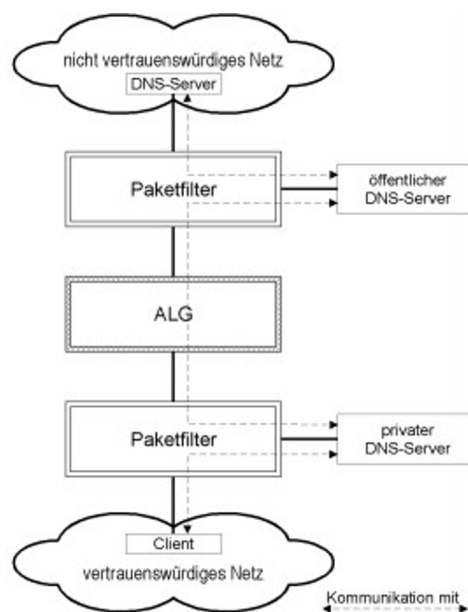 nicht vertrauenswürdiges Netz
DNS-Server
Paketfilter
öffentlicher
DNS-Server
ALG
Paketfilter
privater
DNS-Server
Client
vertrauenswürdiges Netz
Kommunikation mit